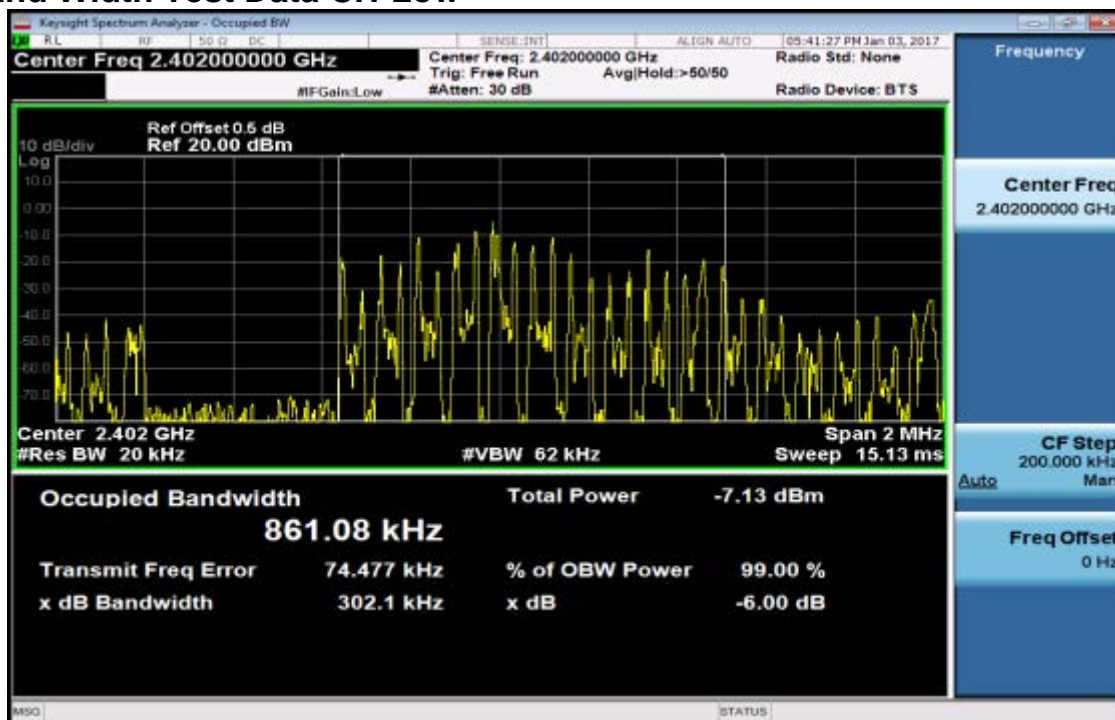 Keysight Spectrum Analyzer - Occupied BW
RL RF 50 Ω DC SENSE:INT ALIGN AUTO 05:41:27 PM Jan 03, 2017
Center Freq 2.402000000 GHz
Center Freq: 2.402000000 GHz
Radio Std: None
Trig: Free Run Avg|Hold:>50/50
#IFGain:Low #Atten: 30 dB Radio Device: BTS
Ref Offset 0.5 dB
10 dB/div Ref 20.00 dBm
Log
10.0
0.00
-10.0
-20.0
-30.0
-40.0
-50.0
-60.0
-70.0
Center 2.402 GHz Span 2 MHz
#Res BW 20 kHz #VBW 62 kHz Sweep 15.13 ms
Occupied Bandwidth Total Power -7.13 dBm
861.08 kHz
Transmit Freq Error 74.477 kHz % of OBW Power 99.00 %
x dB Bandwidth 302.1 kHz x dB -6.00 dB
MSG STATUS
Frequency
Center Freq
2.402000000 GHz
CF Step
200.000 kHz
Auto Man
Freq Offset
0 Hz